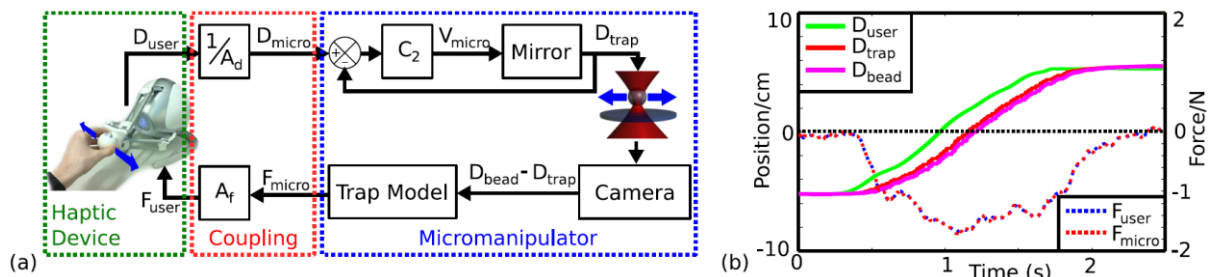 (a)
D_user
1/A_d
D_micro
+
−
C_2
V_micro
Mirror
D_trap
F_user
A_f
F_micro
Trap Model
D_bead - D_trap
Camera
Haptic
Device
Coupling
Micromanipulator
(b)
Position/cm
10
0
-10
D_user
D_trap
D_bead
F_user
F_micro
2
1
0
-1
-2
Force/N
0 1 2
Time (s)